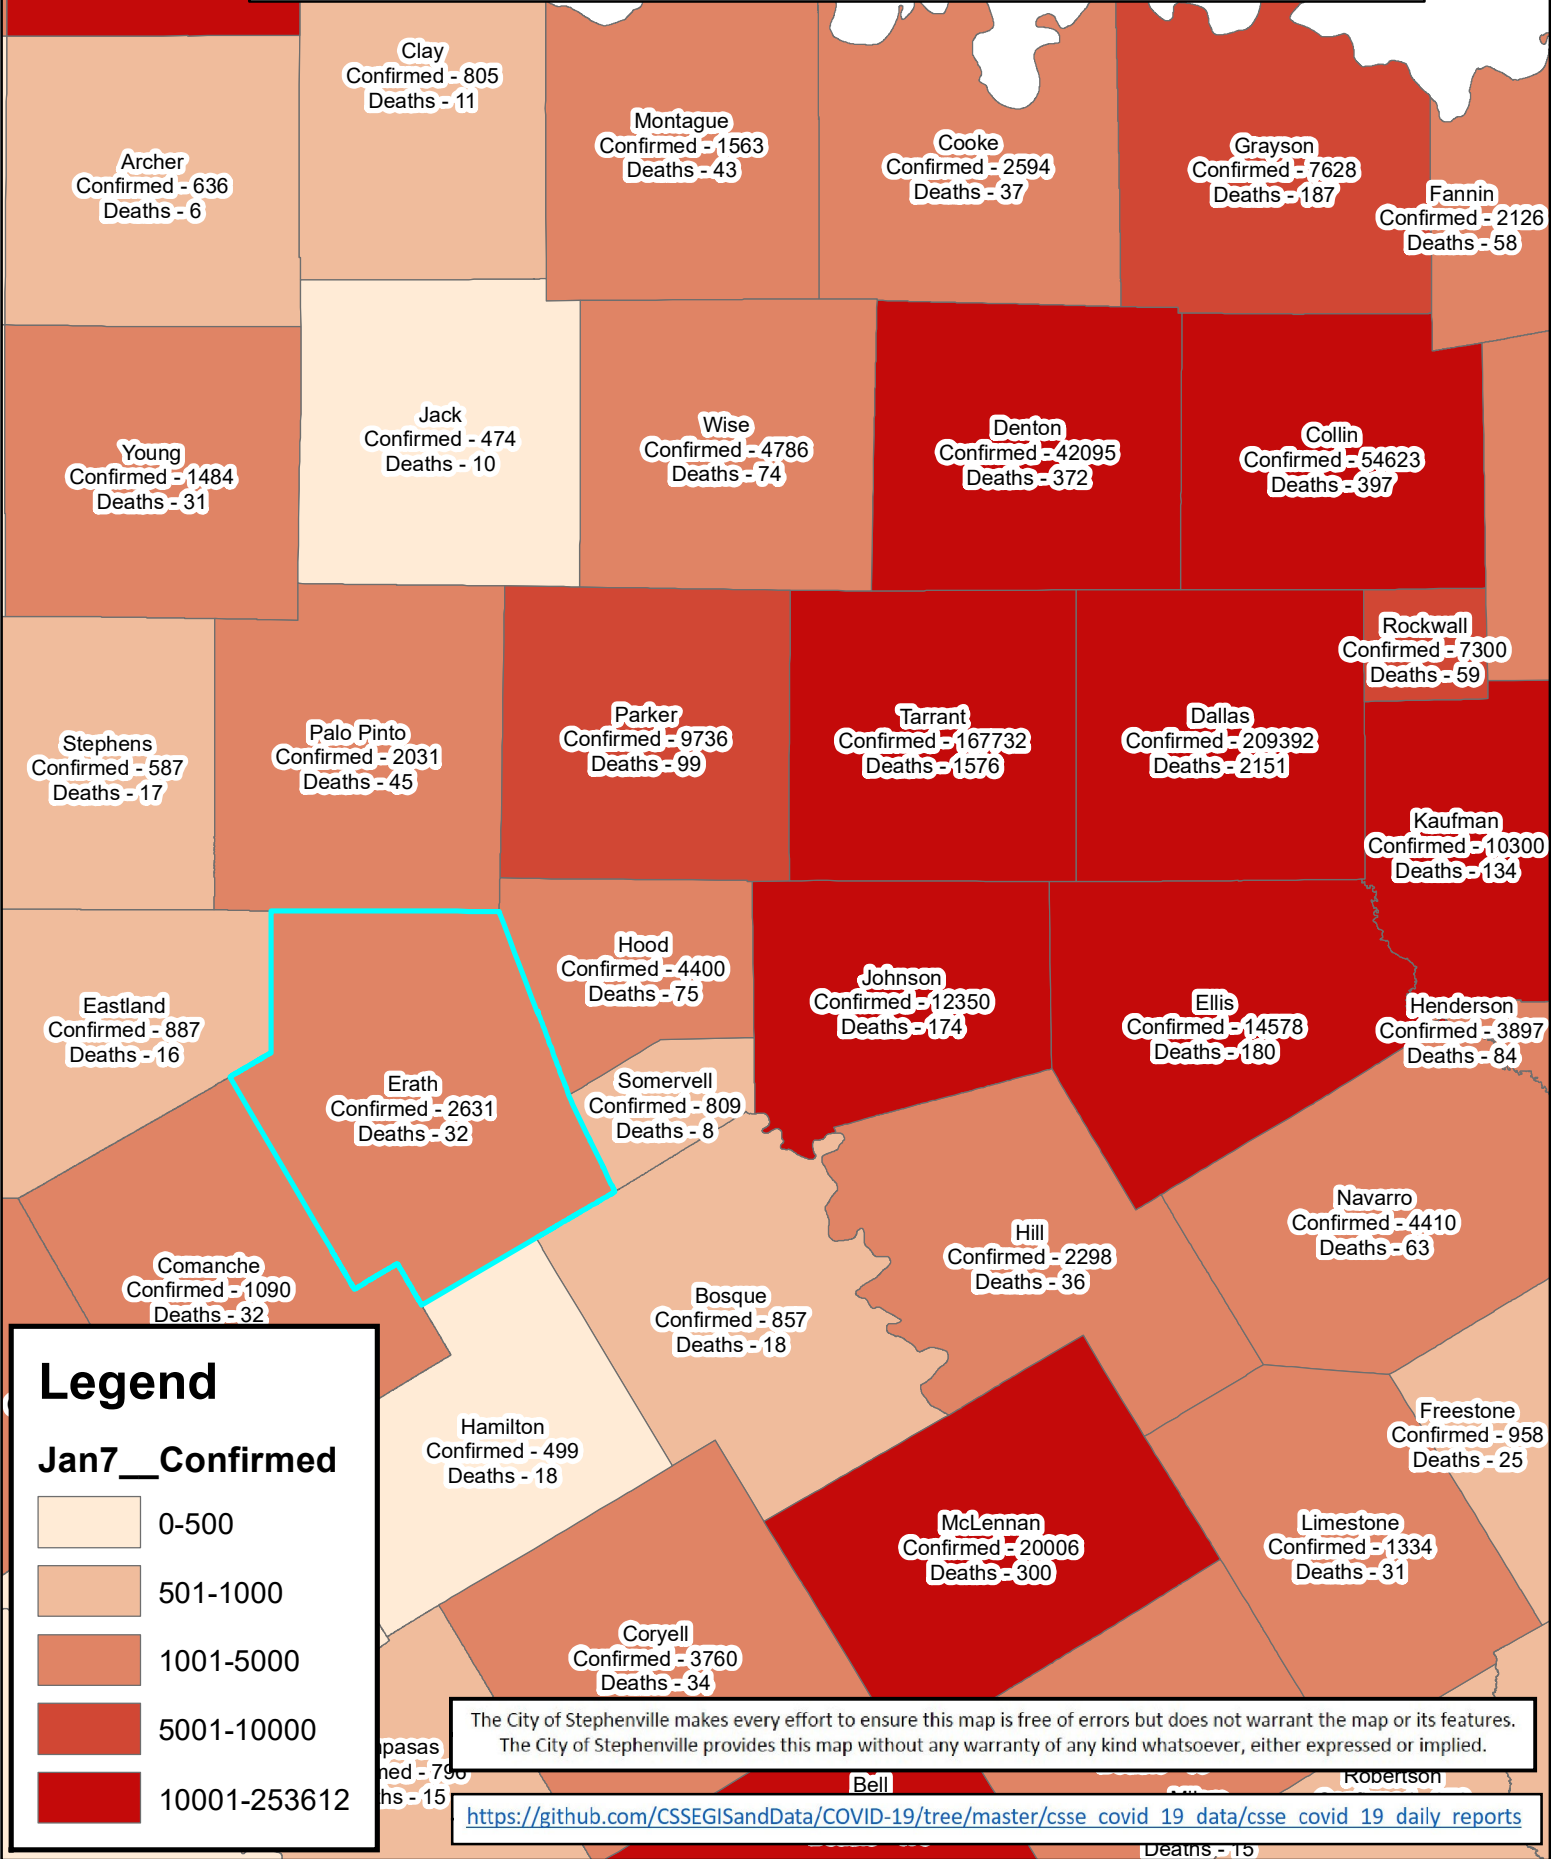 Clay
Confirmed - 805
Deaths - 11
Montague
Confirmed - 1563
Deaths - 43
Cooke
Confirmed - 2594
Deaths - 37
Grayson
Confirmed - 7628
Deaths - 187
Archer
Confirmed - 636
Deaths - 6
Fannin
Confirmed - 2126
Deaths - 58
Jack
Confirmed - 474
Deaths - 10
Wise
Confirmed - 4786
Deaths - 74
Denton
Confirmed - 42095
Deaths - 372
Collin
Confirmed - 54623
Deaths - 397
Young
Confirmed - 1484
Deaths - 31
Rockwall
Confirmed - 7300
Deaths - 59
Stephens
Confirmed - 587
Deaths - 17
Palo Pinto
Confirmed - 2031
Deaths - 45
Parker
Confirmed - 9736
Deaths - 99
Tarrant
Confirmed - 167732
Deaths - 1576
Dallas
Confirmed - 209392
Deaths - 2151
Kaufman
Confirmed - 10300
Deaths - 134
Eastland
Confirmed - 887
Deaths - 16
Hood
Confirmed - 4400
Deaths - 75
Johnson
Confirmed - 12350
Deaths - 174
Ellis
Confirmed - 14578
Deaths - 180
Henderson
Confirmed - 3897
Deaths - 84
Erath
Confirmed - 2631
Deaths - 32
Somervell
Confirmed - 809
Deaths - 8
Navarro
Confirmed - 4410
Deaths - 63
Hill
Confirmed - 2298
Deaths - 36
Comanche
Confirmed - 1090
Deaths - 32
Bosque
Confirmed - 857
Deaths - 18
Hamilton
Confirmed - 499
Deaths - 18
Freestone
Confirmed - 958
Deaths - 25
McLennan
Confirmed - 20006
Deaths - 300
Limestone
Confirmed - 1334
Deaths - 31
Coryell
Confirmed - 3760
Deaths - 34
Legend
Jan7__Confirmed
0-500
501-1000
1001-5000
5001-10000
10001-253612
pasas
med - 796
ths - 15
The City of Stephenville makes every effort to ensure this map is free of errors but does not warrant the map or its features.
The City of Stephenville provides this map without any warranty of any kind whatsoever, either expressed or implied.
Bell
Robertson
https://github.com/CSSEGISandData/COVID-19/tree/master/csse_covid_19_data/csse_covid_19_daily_reports
Deaths - 15